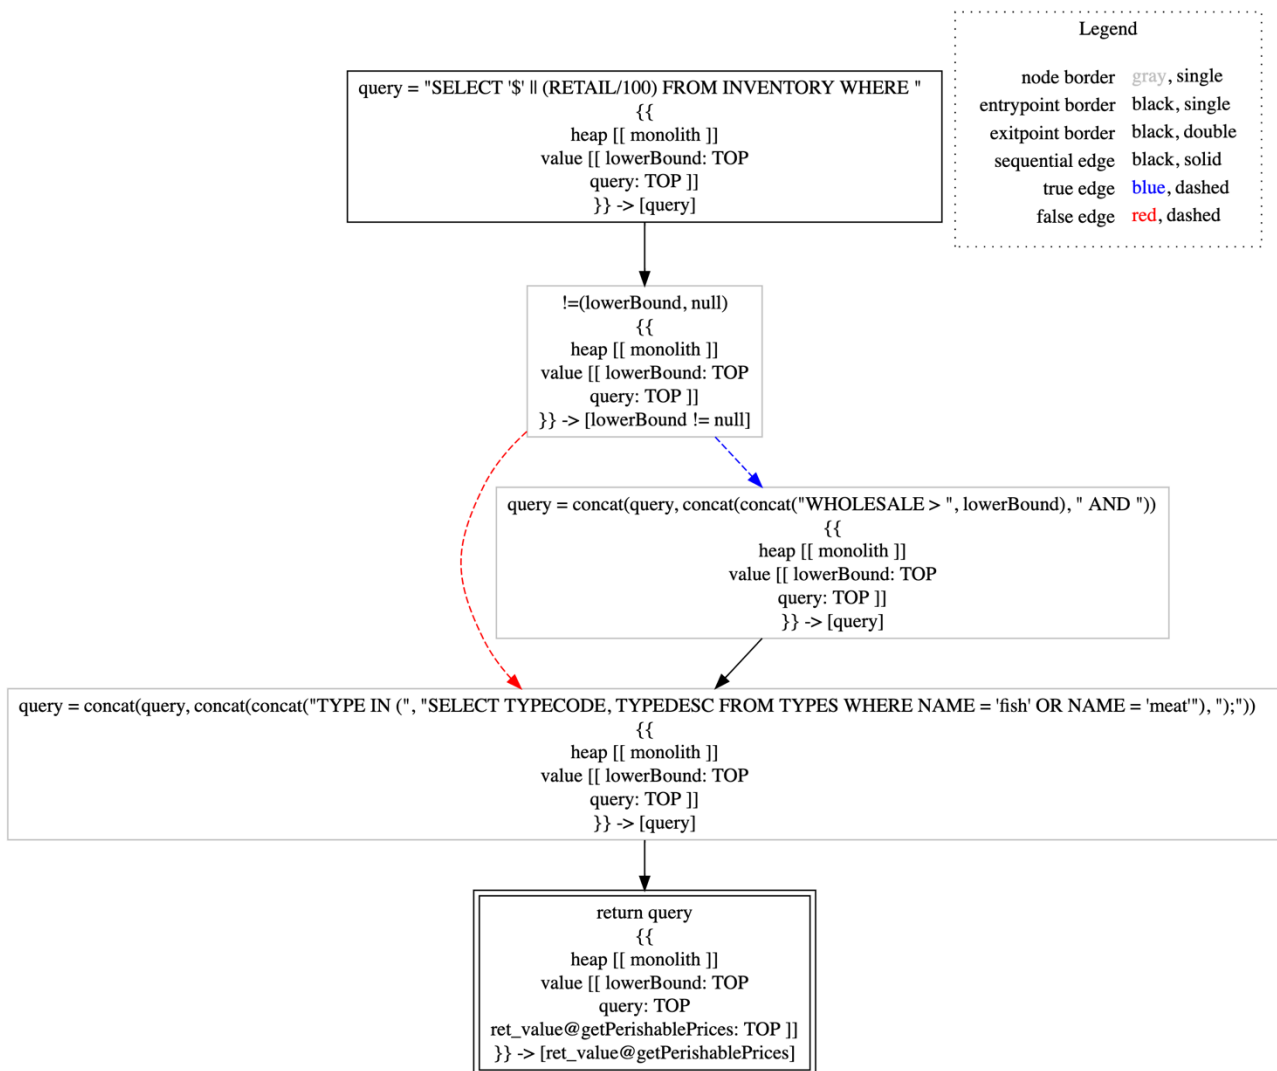 Legend
node border gray, single
entrypoint border black, single
exitpoint border black, double
sequential edge black, solid
true edge blue, dashed
false edge red, dashed
query = "SELECT '$' || (RETAIL/100) FROM INVENTORY WHERE "
{{
heap [[ monolith ]]
value [[ lowerBound: TOP
query: TOP ]]
}} -> [query]
!=(lowerBound, null)
{{
heap [[ monolith ]]
value [[ lowerBound: TOP
query: TOP ]]
}} -> [lowerBound != null]
query = concat(query, concat(concat("WHOLESALE > ", lowerBound), " AND "))
{{
heap [[ monolith ]]
value [[ lowerBound: TOP
query: TOP ]]
}} -> [query]
query = concat(query, concat(concat("TYPE IN (", "SELECT TYPECODE, TYPEDESC FROM TYPES WHERE NAME = 'fish' OR NAME = 'meat'"), ");"))
{{
heap [[ monolith ]]
value [[ lowerBound: TOP
query: TOP ]]
}} -> [query]
return query
{{
heap [[ monolith ]]
value [[ lowerBound: TOP
query: TOP
ret_value@getPerishablePrices: TOP ]]
}} -> [ret_value@getPerishablePrices]